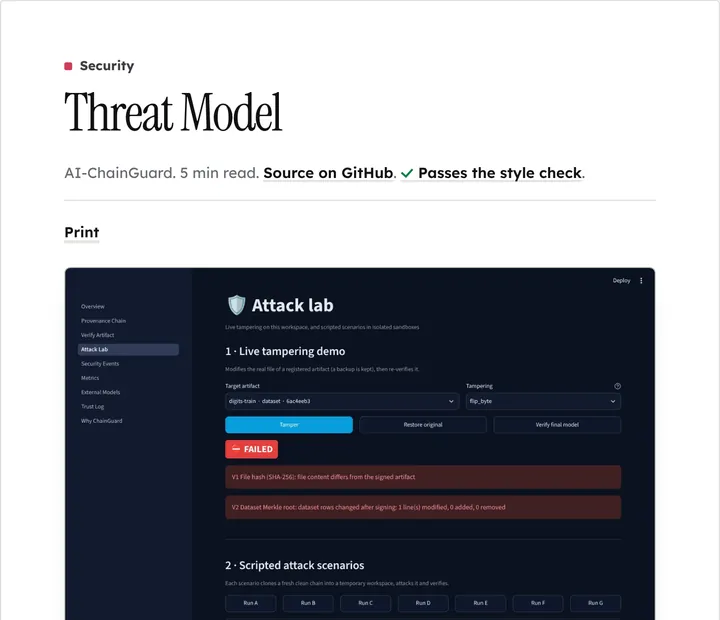 Security
Threat Model
AI-ChainGuard. 5 min read. Source on GitHub. ✓ Passes the style check.
Print
Deploy
Overview
Provenance Chain
Verify Artifact
Attack Lab
Security Events
Metrics
External Models
Trust Log
Why ChainGuard
Attack lab
Live tampering on this workspace, and scripted scenarios in isolated sandboxes
1 · Live tampering demo
Modifies the real file of a registered artifact (a backup is kept), then re-verifies it.
Target artifact
Tampering
digits-train · dataset · 6ac4eeb3
flip_byte
Tamper
Restore original
Verify final model
FAILED
V1 File hash (SHA-256): file content differs from the signed artifact
V2 Dataset Merkle root: dataset rows changed after signing: 1 line(s) modified, 0 added, 0 removed
2 · Scripted attack scenarios
Each scenario clones a fresh clean chain into a temporary workspace, attacks it and verifies.
Run A
Run B
Run C
Run D
Run E
Run F
Run G